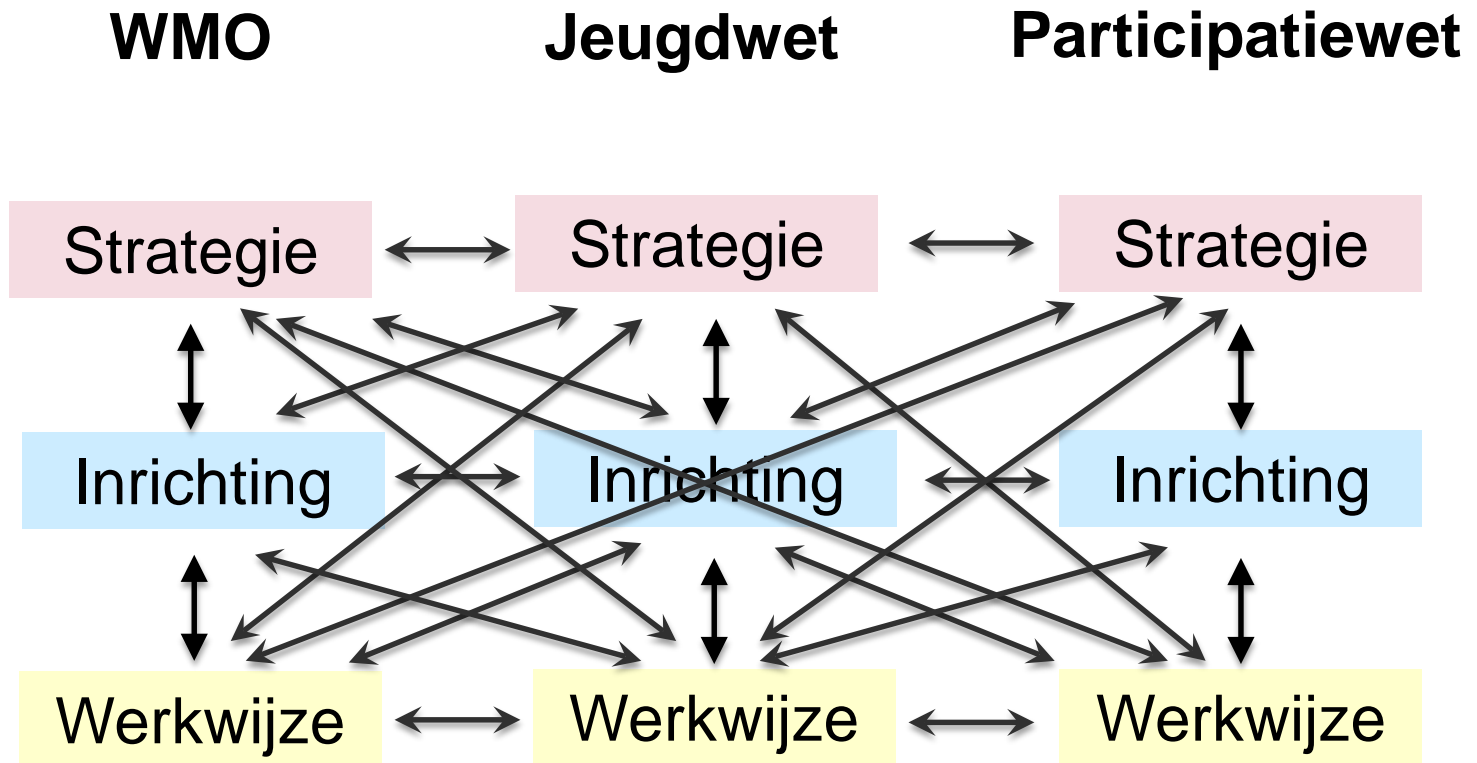 WMO Jeugdwet Participatiewet
Strategie Strategie Strategie
Inrichting Inrichting Inrichting
Werkwijze Werkwijze Werkwijze